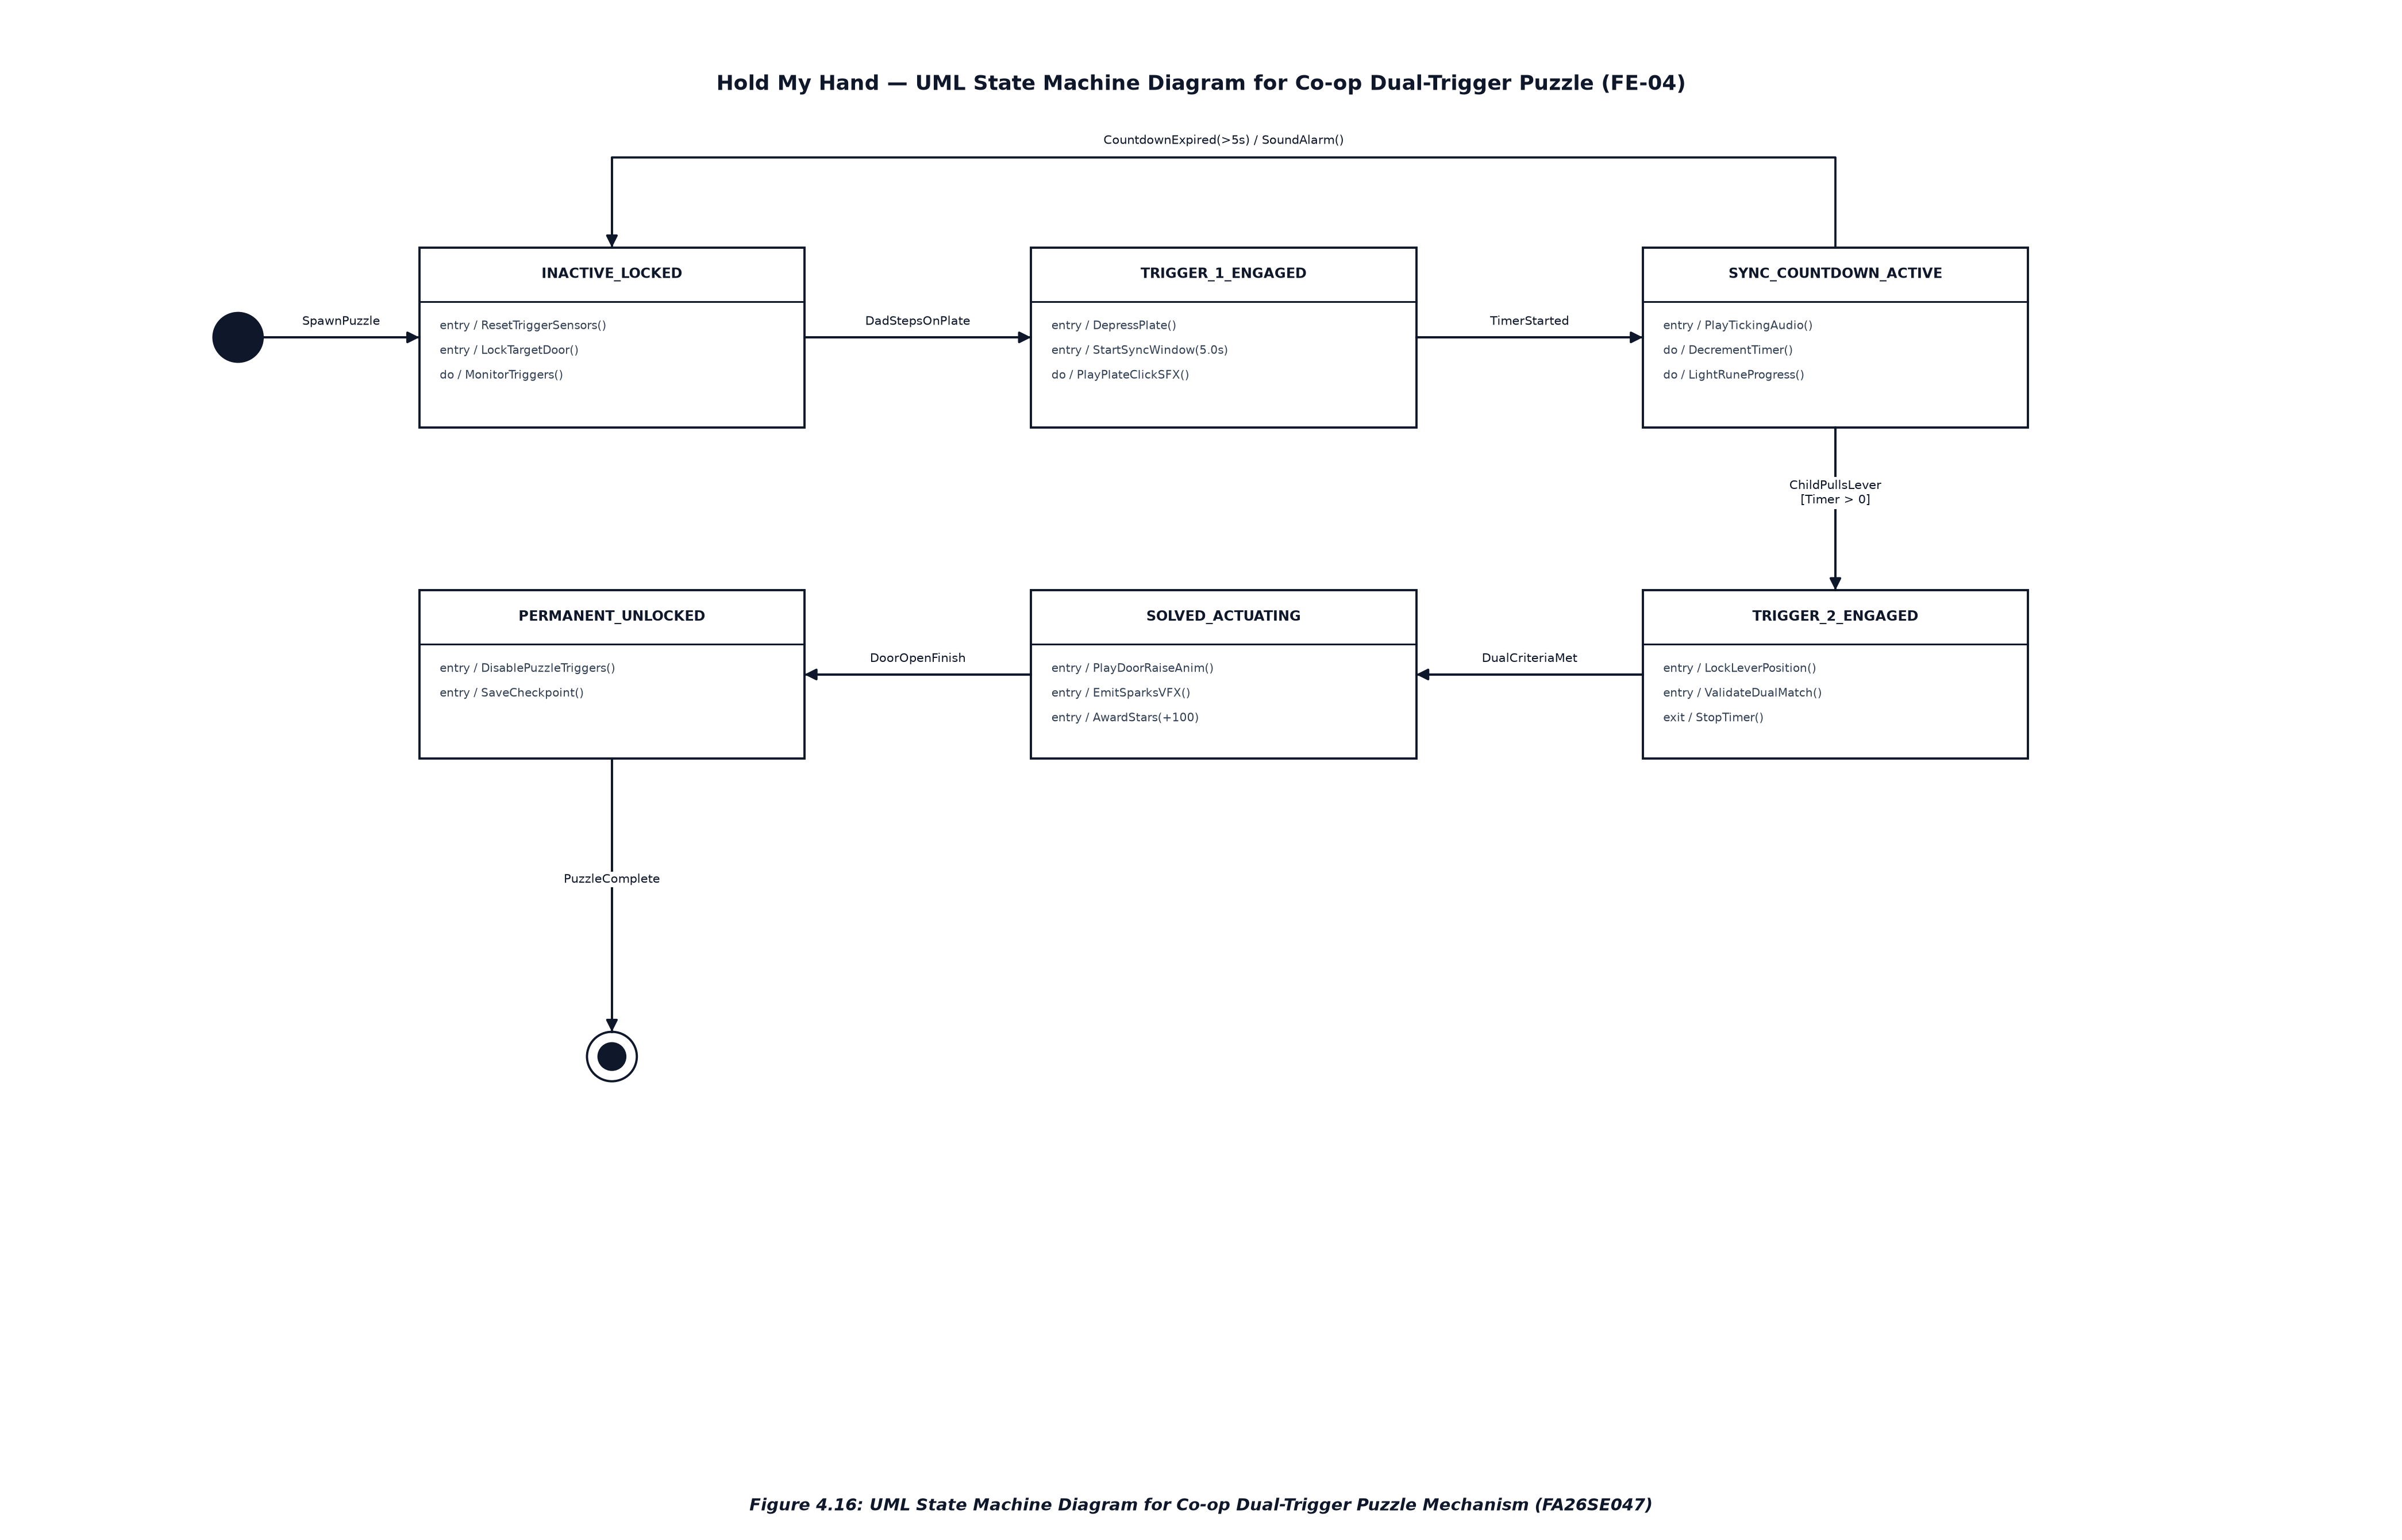 Hold My Hand — UML State Machine Diagram for Co-op Dual-Trigger Puzzle (FE-04)
CountdownExpired(>5s) / SoundAlarm()
SpawnPuzzle
INACTIVE_LOCKED
entry / ResetTriggerSensors()
entry / LockTargetDoor()
do / MonitorTriggers()
DadStepsOnPlate
TRIGGER_1_ENGAGED
entry / DepressPlate()
entry / StartSyncWindow(5.0s)
do / PlayPlateClickSFX()
TimerStarted
SYNC_COUNTDOWN_ACTIVE
entry / PlayTickingAudio()
do / DecrementTimer()
do / LightRuneProgress()
ChildPullsLever
[Timer > 0]
TRIGGER_2_ENGAGED
entry / LockLeverPosition()
entry / ValidateDualMatch()
exit / StopTimer()
DualCriteriaMet
SOLVED_ACTUATING
entry / PlayDoorRaiseAnim()
entry / EmitSparksVFX()
entry / AwardStars(+100)
DoorOpenFinish
PERMANENT_UNLOCKED
entry / DisablePuzzleTriggers()
entry / SaveCheckpoint()
PuzzleComplete
Figure 4.16: UML State Machine Diagram for Co-op Dual-Trigger Puzzle Mechanism (FA26SE047)